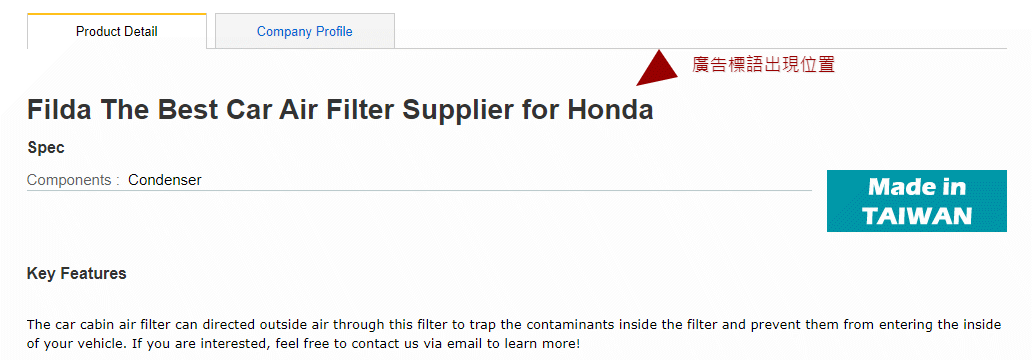 Product Detail
Company Profile
廣告標語出現位置
Filda The Best Car Air Filter Supplier for Honda
Spec
Components : Condenser
Made in
TAIWAN
Key Features
The car cabin air filter can directed outside air through this filter to trap the contaminants inside the filter and prevent them from entering the inside
of your vehicle. If you are interested, feel free to contact us via email to learn more!